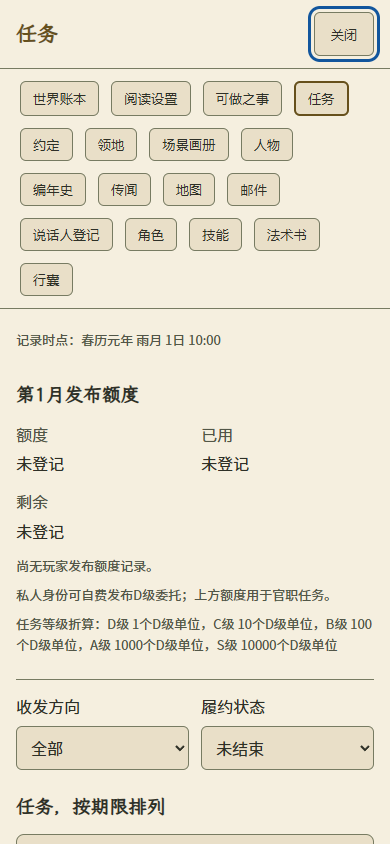 任务
关闭
世界账本 阅读设置 可做之事 任务
约定 领地 场景画册 人物
编年史 传闻 地图 邮件
说话人登记 角色 技能 法术书
行囊
记录时点：春历元年 雨月 1日 10:00
第1月发布额度
额度 已用
未登记 未登记
剩余
未登记
尚无玩家发布额度记录。
私人身份可自费发布D级委托；上方额度用于官职任务。
任务等级折算：D级 1个D级单位，C级 10个D级单位，B级 100
个D级单位，A级 1000个D级单位，S级 10000个D级单位
收发方向 履约状态
全部 未结束
任务，按期限排列